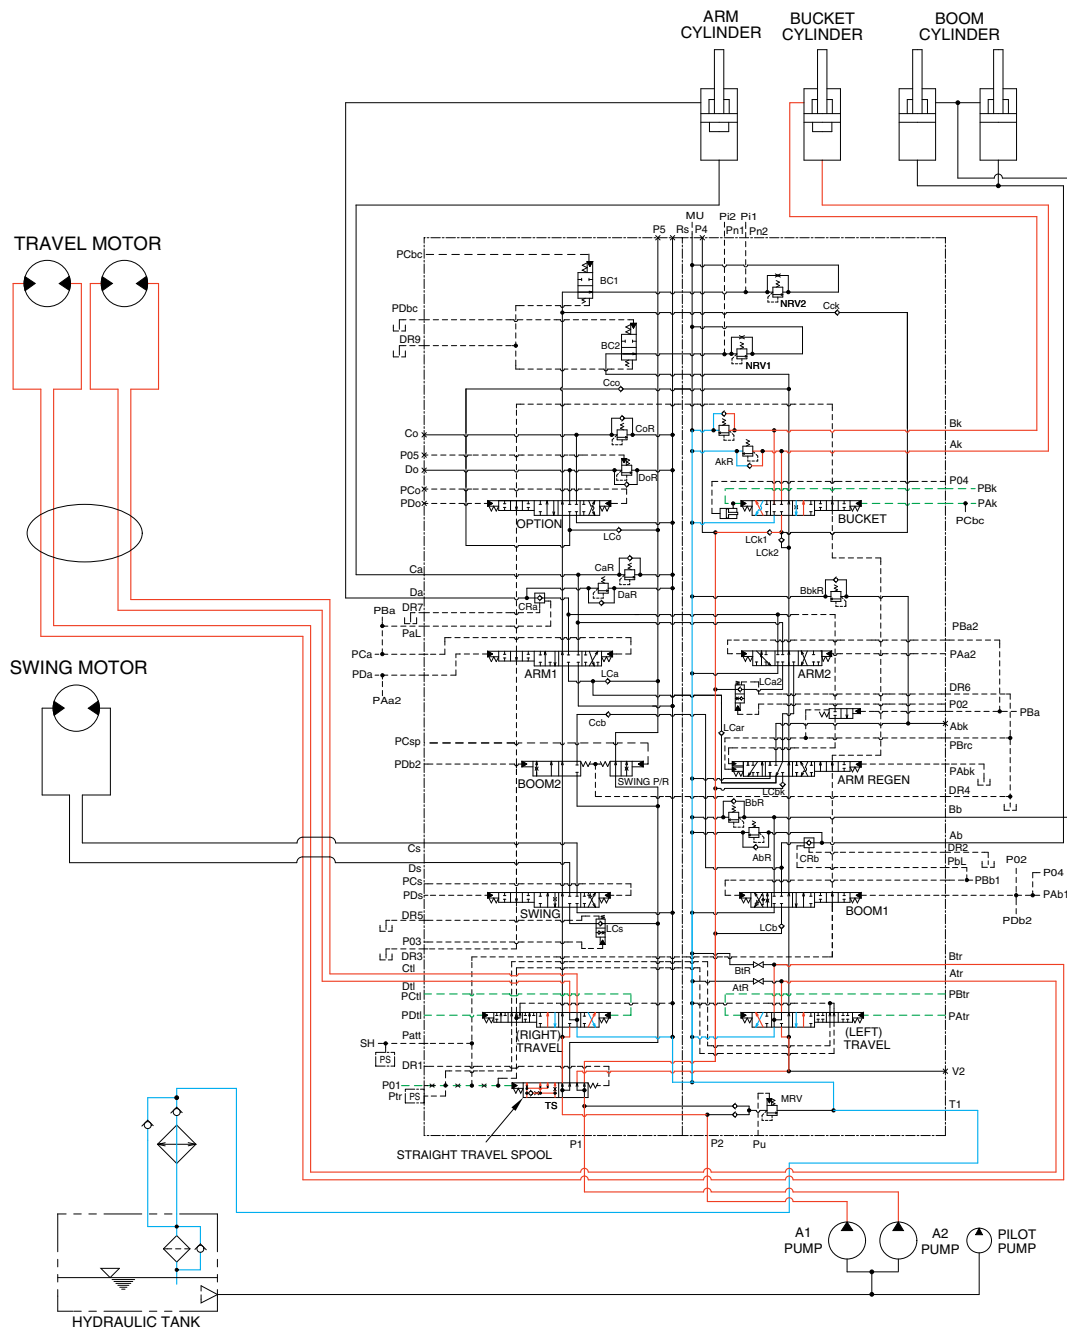 ARM
CYLINDER
BUCKET
CYLINDER
BOOM
CYLINDER
TRAVEL MOTOR
SWING MOTOR
P5
Rs
MU
P4
Pi2
Pi1
Pn1
Pn2
PCbc
BC1
NRV2
Cck
PDbc
DR9
BC2
NRV1
Cco
Co
CoR
P05
Do
DoR
PCo
PDo
OPTION
LCo
Bk
Ak
AkR
P04
PBk
PAk
PCbc
BUCKET
LCk1
LCk2
Ca
CaR
Da
DaR
DR7
CRa
PBa
PaL
PCa
PDa
PAa2
ARM1
LCa
BbkR
PBa2
PAa2
ARM2
LCa2
DR6
P02
PBa
Abk
LCar
Ccb
PCsp
PDb2
BOOM2
SWING P/R
PBrc
PAbk
ARM REGEN
LCbk
DR4
Bb
BbR
Ab
AbR
CRb
DR2
PbL
P02
P04
PBb1
PAb1
PDb2
BOOM1
LCb
Cs
Ds
PCs
PDs
SWING
DR5
LCs
P03
DR3
Ctl
Dtl
PCtl
PDtl
(RIGHT)
TRAVEL
Patt
SH
PS
DR1
P01
Ptr
PS
TS
STRAIGHT TRAVEL SPOOL
BtR
AtR
Btr
Atr
PBtr
PAtr
(LEFT)
TRAVEL
V2
MRV
T1
P1
P2
Pu
A1
PUMP
A2
PUMP
PILOT
PUMP
HYDRAULIC TANK